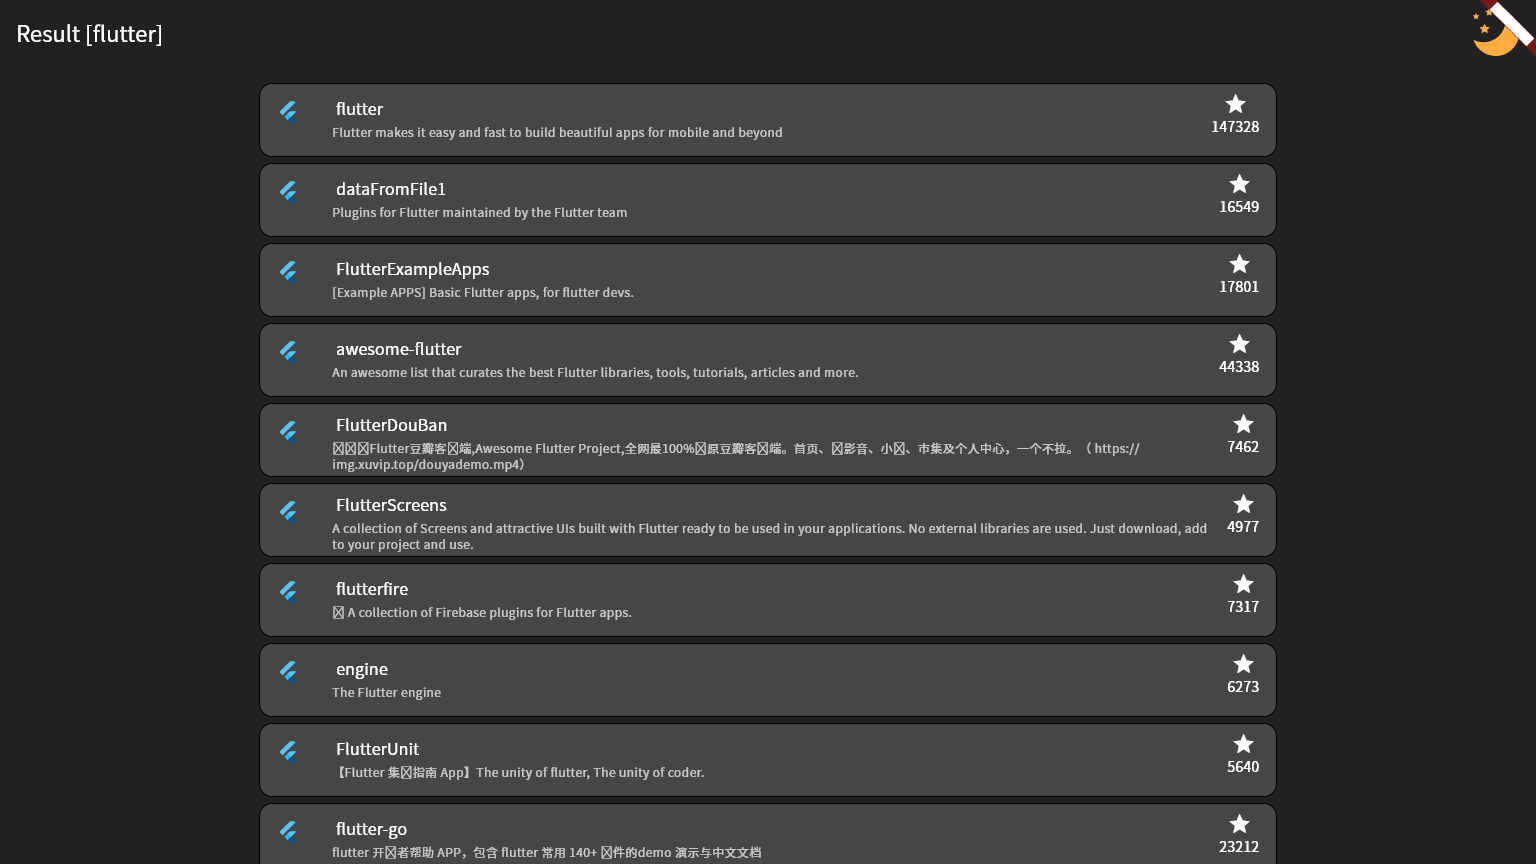 Result [flutter]
flutter
Flutter makes it easy and fast to build beautiful apps for mobile and beyond
147328
dataFromFile1
Plugins for Flutter maintained by the Flutter team
16549
FlutterExampleApps
[Example APPS] Basic Flutter apps, for flutter devs.
17801
awesome-flutter
An awesome list that curates the best Flutter libraries, tools, tutorials, articles and more.
44338
FlutterDouBan
Flutter豆瓣客端,Awesome Flutter Project,全网最100%原豆瓣客端。首页、影音、小、市集及个人中心，一个不拉。（ https://
img.xuvip.top/douyademo.mp4）
7462
FlutterScreens
A collection of Screens and attractive UIs built with Flutter ready to be used in your applications. No external libraries are used. Just download, add
to your project and use.
4977
flutterfire
A collection of Firebase plugins for Flutter apps.
7317
engine
The Flutter engine
6273
FlutterUnit
【Flutter 集指南 App】The unity of flutter, The unity of coder.
5640
flutter-go
flutter 开者帮助 APP，包含 flutter 常用 140+ 件的demo 演示与中文文档
23212